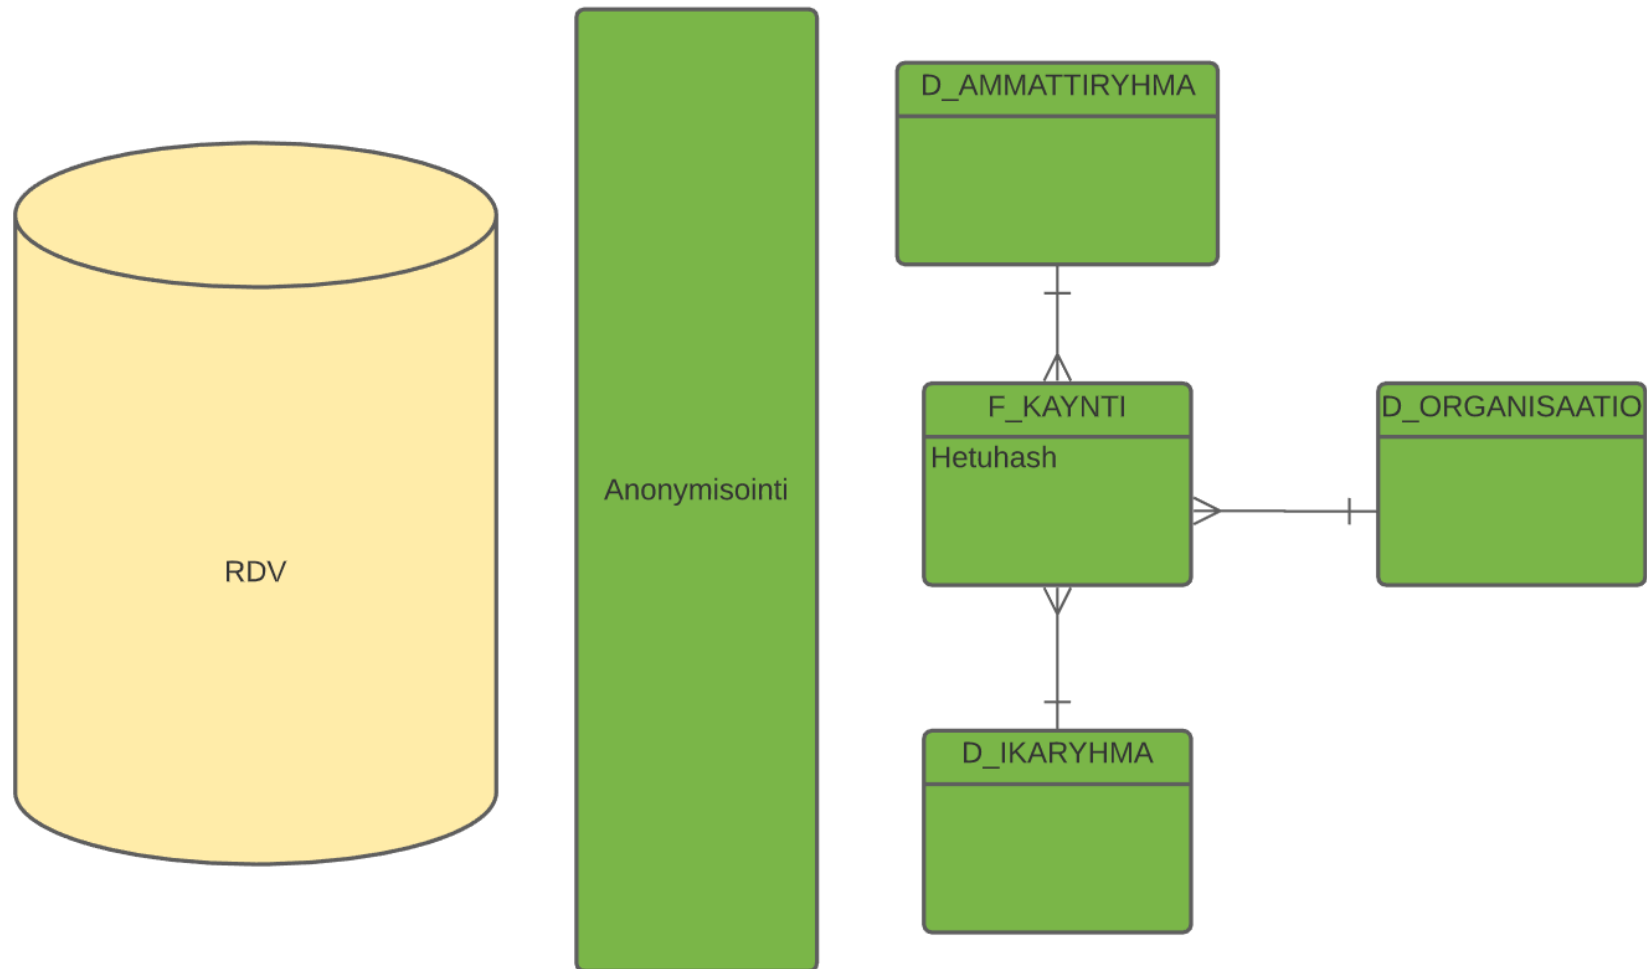 RDV
Anonymisointi
D_AMMATTIRYHMA
F_KAYNTI
Hetuhash
D_ORGANISAATIO
D_IKARYHMA